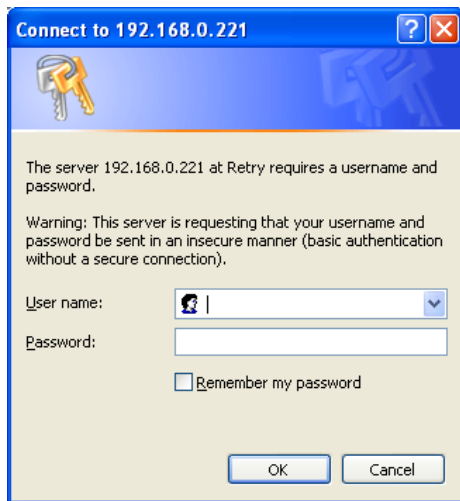 Connect to 192.168.0.221
The server 192.168.0.221 at Retry requires a username and
password.
Warning: This server is requesting that your username and
password be sent in an insecure manner (basic authentication
without a secure connection).
User name:
Password:
Remember my password
OK
Cancel